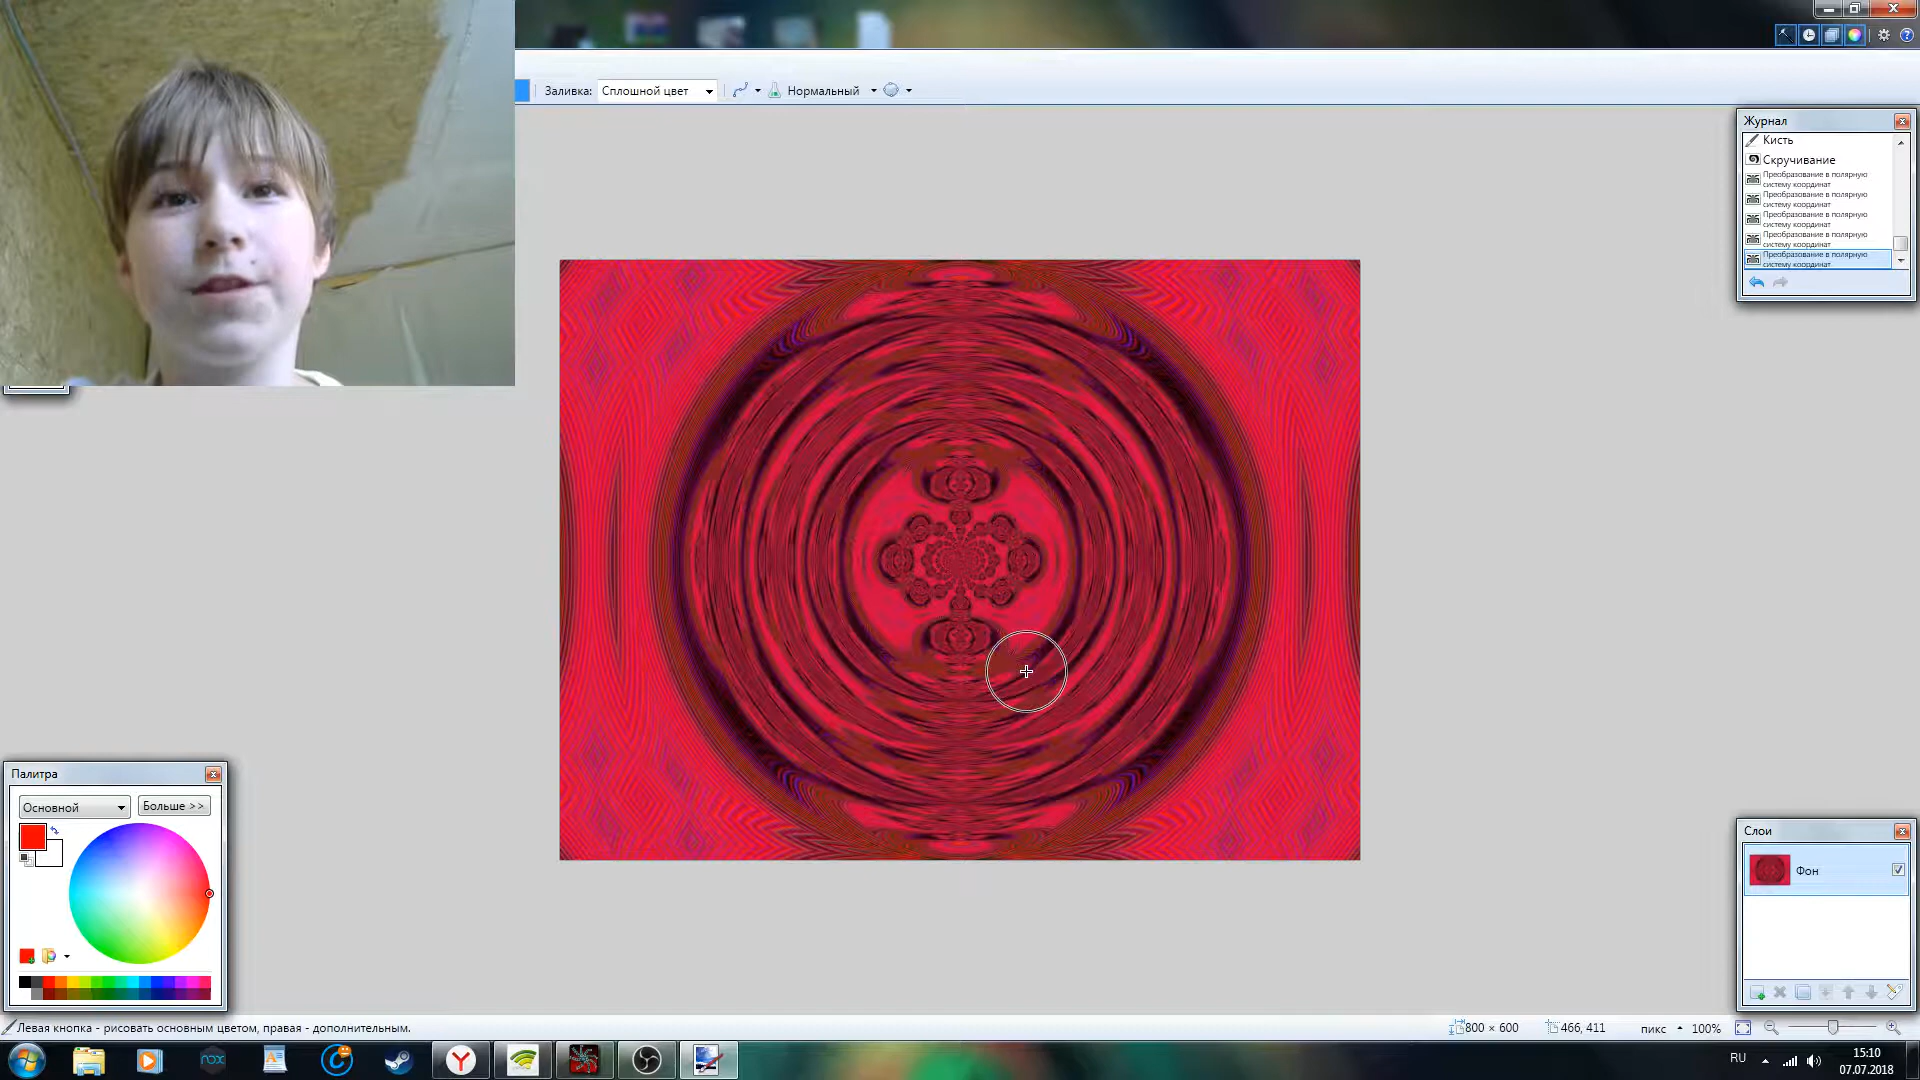 Заливка: Сплошной цвет Нормальный
Журнал
Кисть
Скручивание
Преобразование в полярную
систему координат
Преобразование в полярную
систему координат
Преобразование в полярную
систему координат
Преобразование в полярную
систему координат
Преобразование в полярную
систему координат
Палитра
Основной Больше >>
Слои
Фон
Левая кнопка - рисовать основным цветом, правая - дополнительным.
800 × 600 466, 411 пикс 100%
nox
RU
15:10
07.07.2018